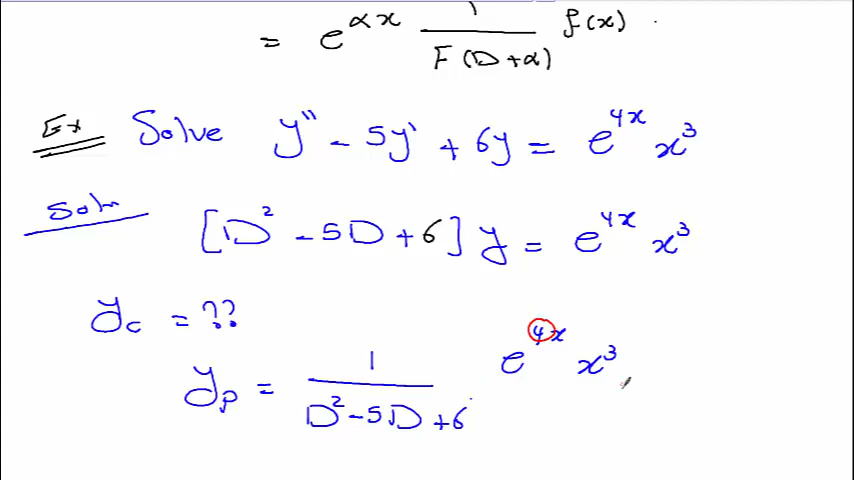 = e^{αx} 1/F(D+α) f(x).
Ex Solve y'' - 5y' + 6y = e^{4x} x^3
Soln [D^2 - 5D + 6] y = e^{4x} x^3
y_c = ??
y_p = 1/(D^2 - 5D + 6) e^{4x} x^3